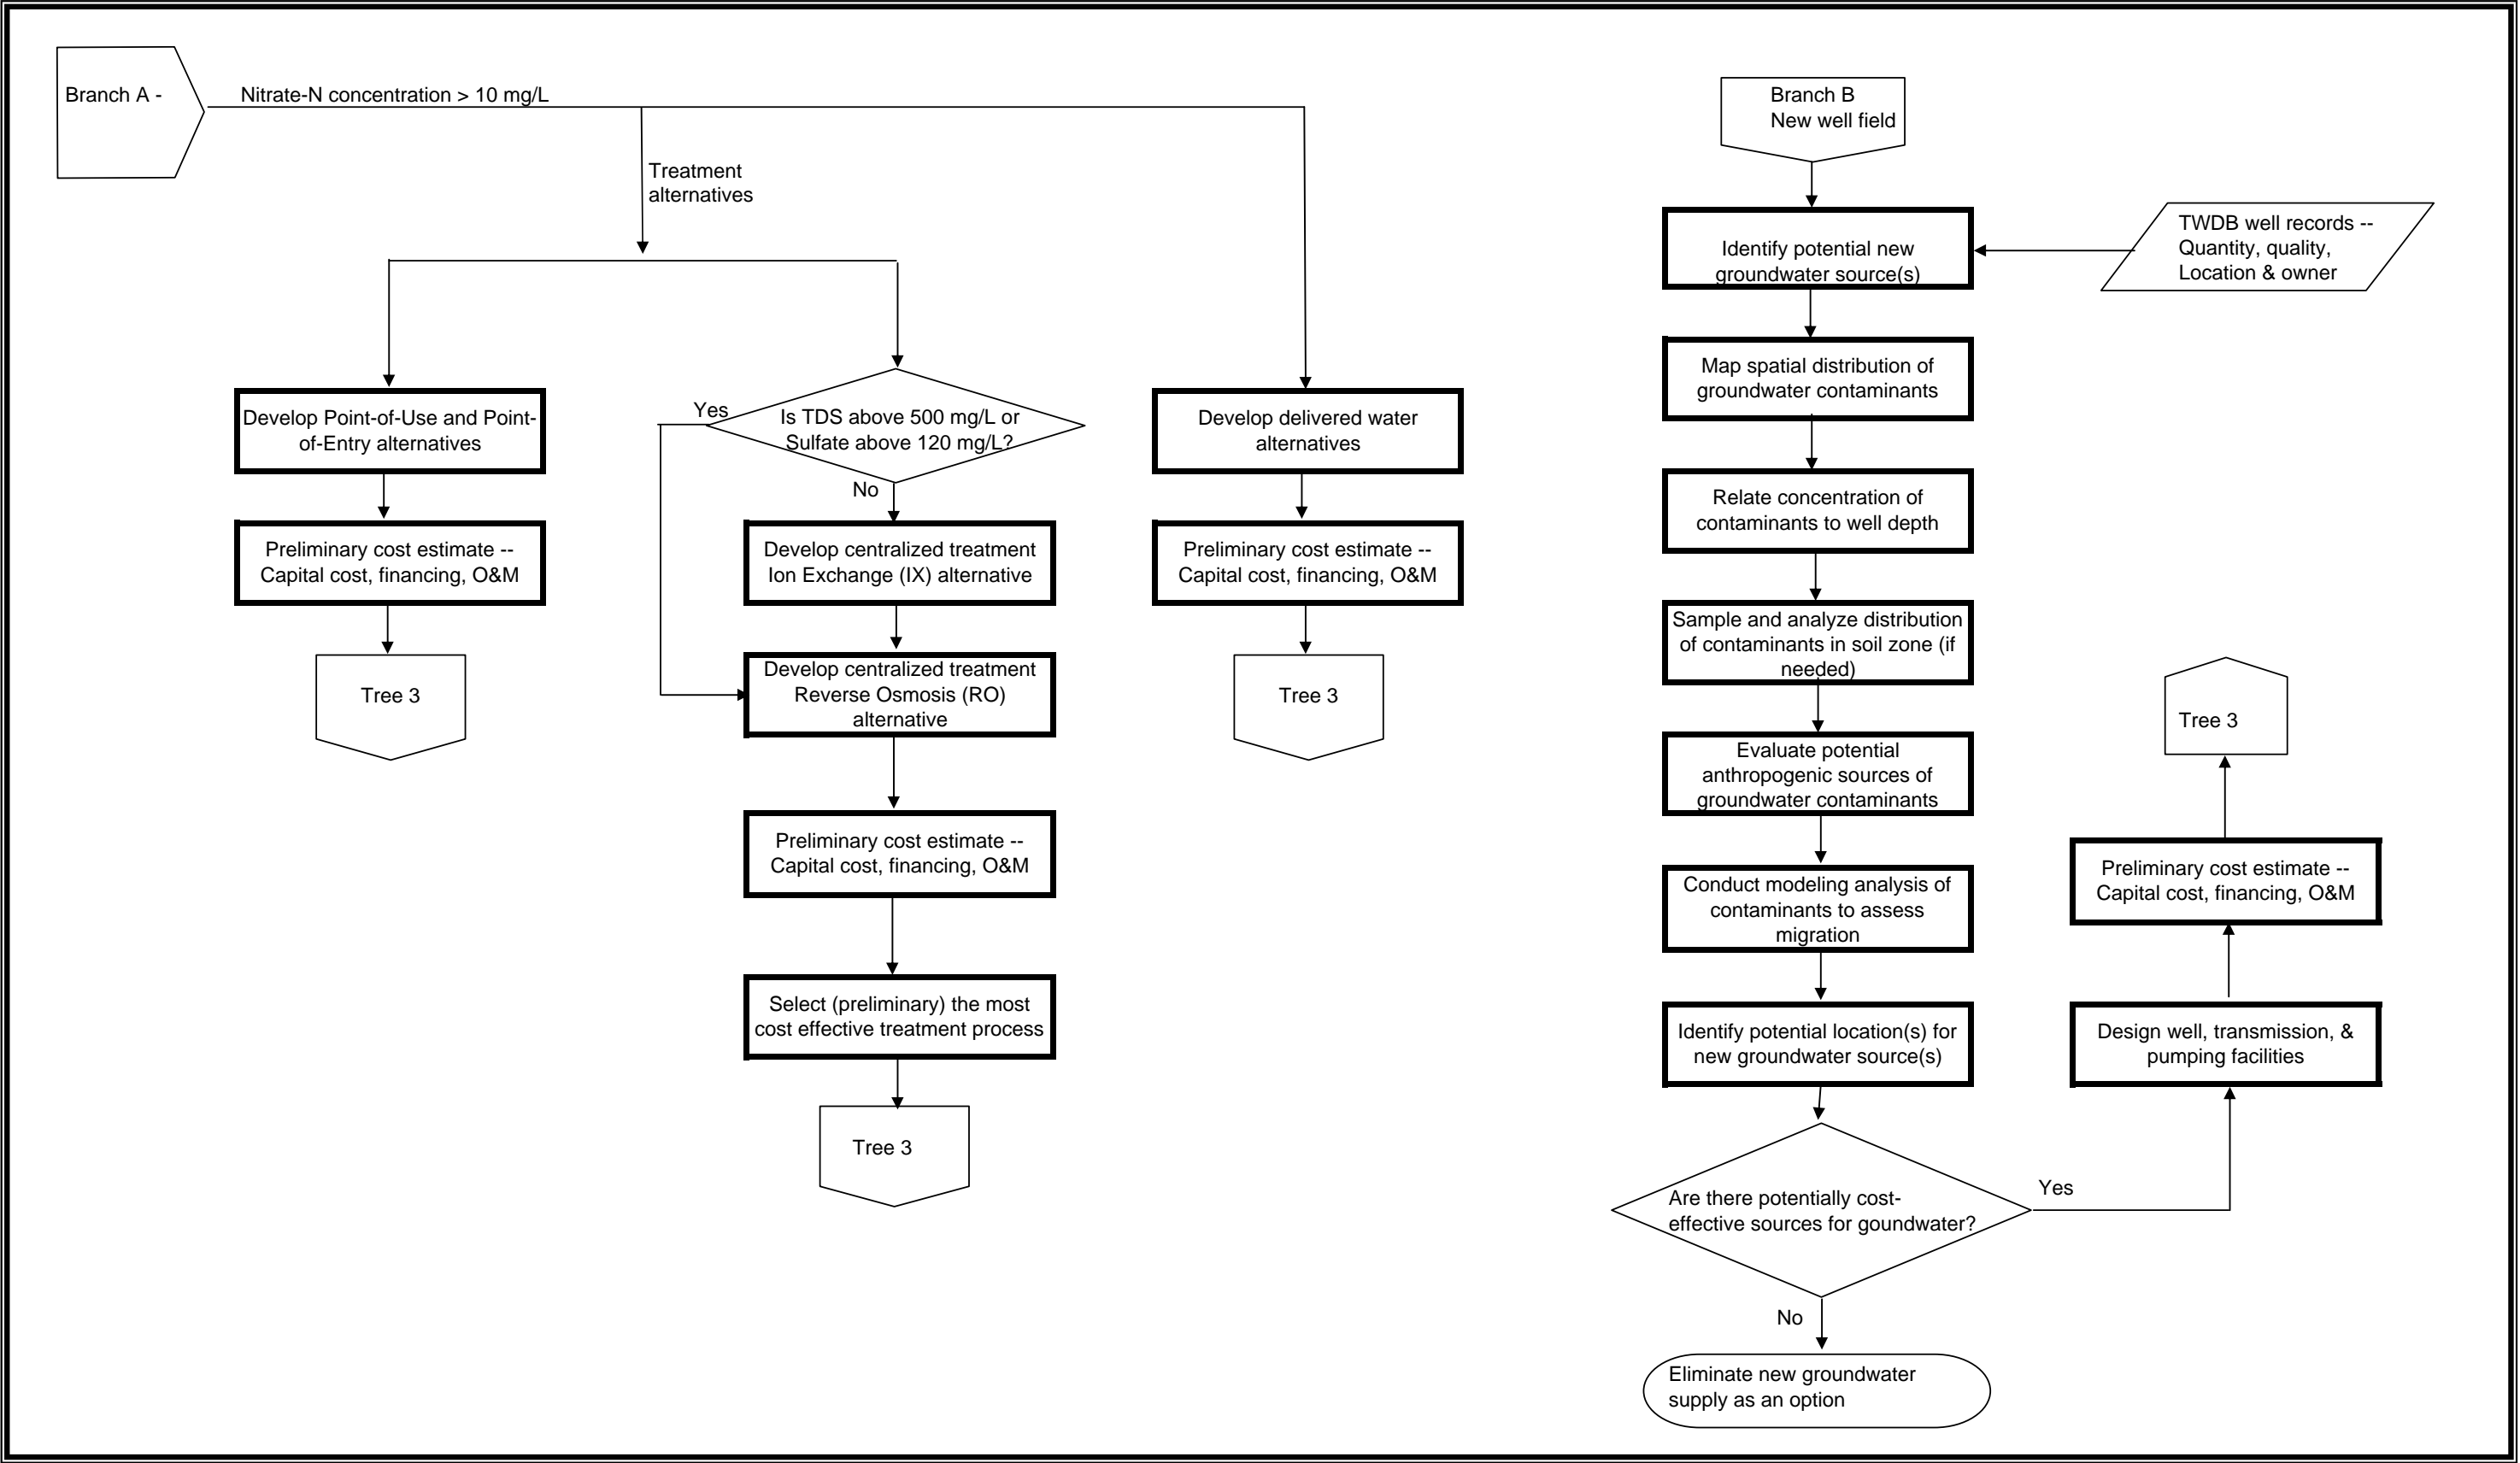 Branch A -
Nitrate-N concentration > 10 mg/L
Treatment
alternatives
Develop Point-of-Use and Point-
of-Entry alternatives
Preliminary cost estimate --
Capital cost, financing, O&M
Tree 3
Yes
Is TDS above 500 mg/L or
Sulfate above 120 mg/L?
No
Develop centralized treatment
Ion Exchange (IX) alternative
Develop centralized treatment
Reverse Osmosis (RO)
alternative
Preliminary cost estimate --
Capital cost, financing, O&M
Select (preliminary) the most
cost effective treatment process
Tree 3
Develop delivered water
alternatives
Preliminary cost estimate --
Capital cost, financing, O&M
Tree 3
Branch B
New well field
Identify potential new
groundwater source(s)
TWDB well records --
Quantity, quality,
Location & owner
Map spatial distribution of
groundwater contaminants
Relate concentration of
contaminants to well depth
Sample and analyze distribution
of contaminants in soil zone (if
needed)
Evaluate potential
anthropogenic sources of
groundwater contaminants
Conduct modeling analysis of
contaminants to assess
migration
Identify potential location(s) for
new groundwater source(s)
Are there potentially cost-
effective sources for goundwater?
Yes
Design well, transmission, &
pumping facilities
Preliminary cost estimate --
Capital cost, financing, O&M
Tree 3
No
Eliminate new groundwater
supply as an option